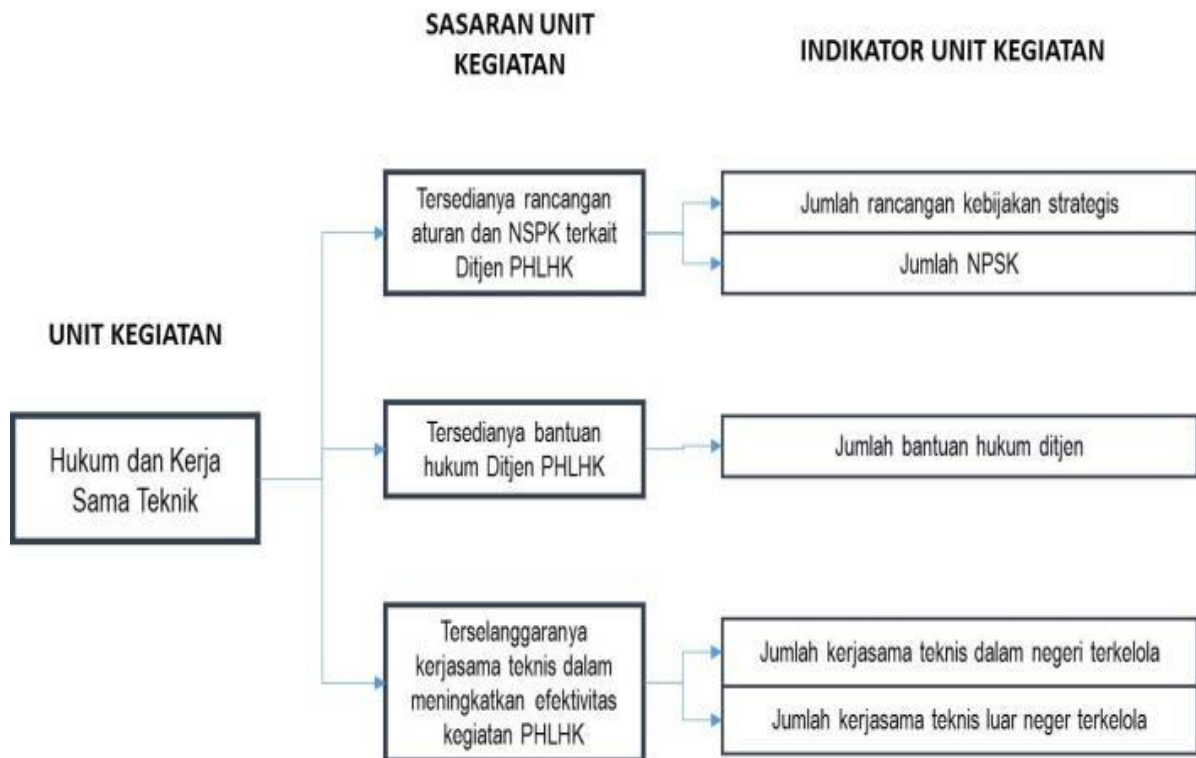 SASARAN UNIT
KEGIATAN
INDIKATOR UNIT KEGIATAN
Tersedianya rancangan
aturan dan NSPK terkait
Ditjen PHLHK
Jumlah rancangan kebijakan strategis
Jumlah NPSK
UNIT KEGIATAN
Hukum dan Kerja
Sama Teknik
Tersedianya bantuan
hukum Ditjen PHLHK
Jumlah bantuan hukum ditjen
Terselanggaranya
kerjasama teknis dalam
meningkatkan efektivitas
kegiatan PHLHK
Jumlah kerjasama teknis dalam negeri terkelola
Jumlah kerjasama teknis luar neger terkelola